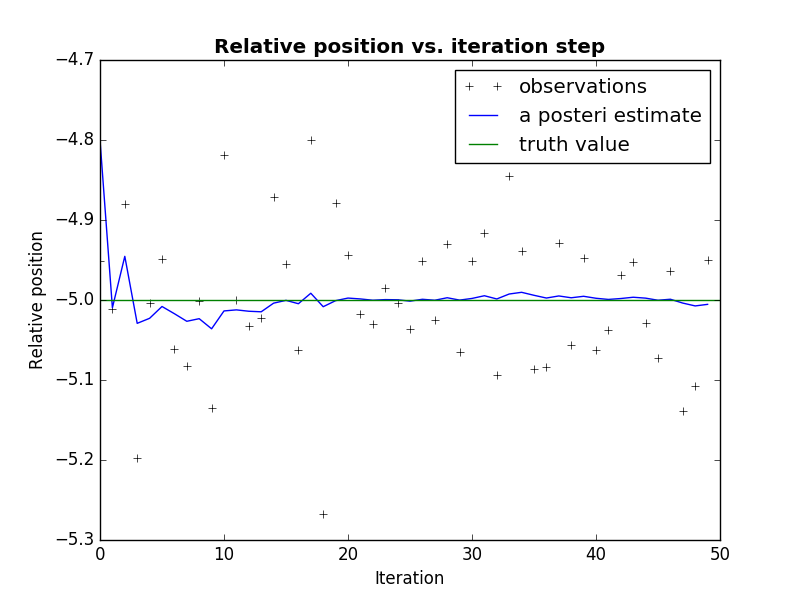 Relative position vs. iteration step
−4.7
−4.8
−4.9
−5.0
−5.1
−5.2
−5.3
Relative position
observations
a posteri estimate
truth value
0 10 20 30 40 50
Iteration